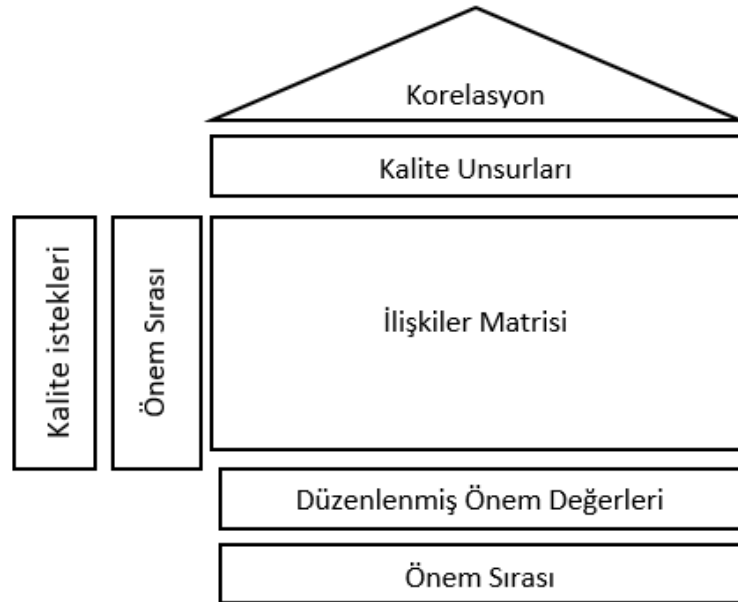 Korelasyon
Kalite Unsurları
Kalite istekleri
Önem Sırası
İlişkiler Matrisi
Düzenlenmiş Önem Değerleri
Önem Sırası